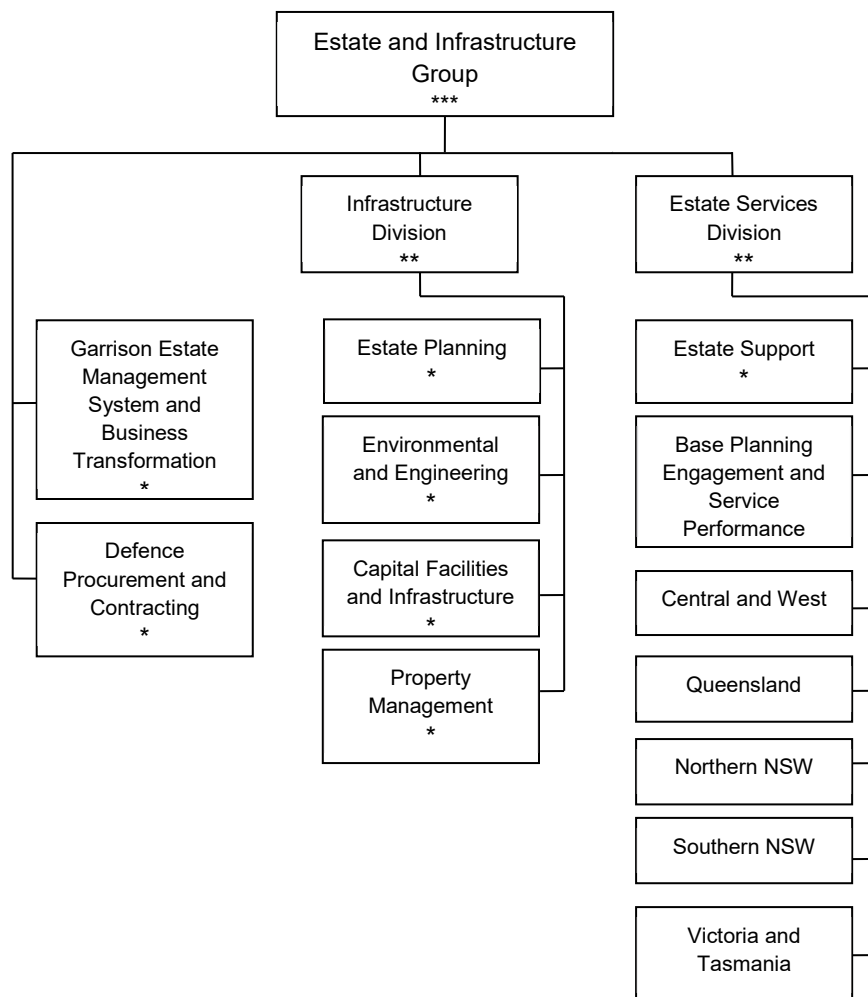 Estate and Infrastructure
Group
***
Infrastructure
Division
**
Estate Services
Division
**
Garrison Estate
Management
System and
Business
Transformation
*
Defence
Procurement and
Contracting
*
Estate Planning
*
Environmental
and Engineering
*
Capital Facilities
and Infrastructure
*
Property
Management
*
Estate Support
*
Base Planning
Engagement and
Service
Performance
Central and West
Queensland
Northern NSW
Southern NSW
Victoria and
Tasmania